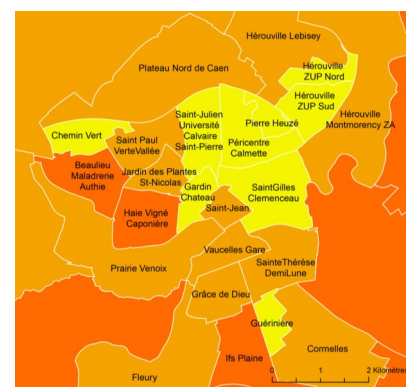 Hérouville Lebisey
Plateau Nord de Caen
Hérouville
ZUP Nord
Hérouville
ZUP Sud
Hérouville
Montmorency ZA
Saint-Julien
Université
Calvaire
Saint-Pierre
Pierre Heuzé
Chemin Vert
Saint Paul
VerteVallée
Péricentre
Calmette
Beaulieu
Maladrerie
Authie
Jardin des Plantes
St-Nicolas
Gardin
Chateau
SaintGilles
Clemenceau
Haie Vigné
Caponière
Saint-Jean
Vaucelles Gare
Prairie Venoix
SainteThérèse
DemiLune
Grâce de Dieu
Guérinière
Cormelles
Ifs Plaine
Fleury
0 1 2 Kilomètres